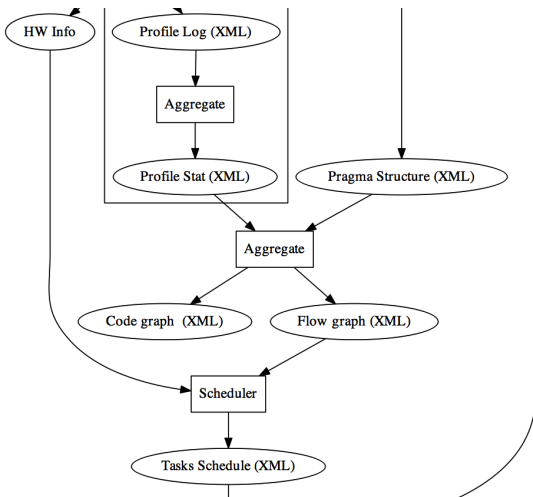 HW Info
Profile Log (XML)
Aggregate
Profile Stat (XML)
Pragma Structure (XML)
Aggregate
Code graph  (XML)
Flow graph (XML)
Scheduler
Tasks Schedule (XML)